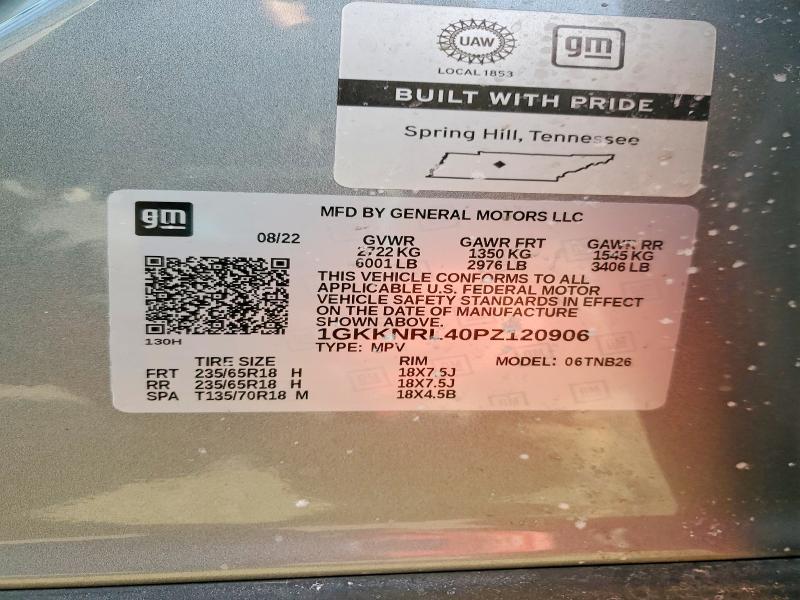 UAW
gm
LOCAL 1853
BUILT WITH PRIDE
Spring Hill, Tennessee
gm
MFD BY GENERAL MOTORS LLC
08/22
GVWR GAWR FRT GAWR RR
2722 KG 1350 KG 1545 KG
6001 LB 2976 LB 3406 LB
THIS VEHICLE CONFORMS TO ALL
APPLICABLE U.S. FEDERAL MOTOR
VEHICLE SAFETY STANDARDS IN EFFECT
ON THE DATE OF MANUFACTURE
SHOWN ABOVE.
1GKKNRL40PZ120906
130H
TYPE: MPV
TIRE SIZE RIM MODEL: 06TNB26
FRT 235/65R18 H 18X7.5J
RR 235/65R18 H 18X7.5J
SPA T135/70R18 M 18X4.5B